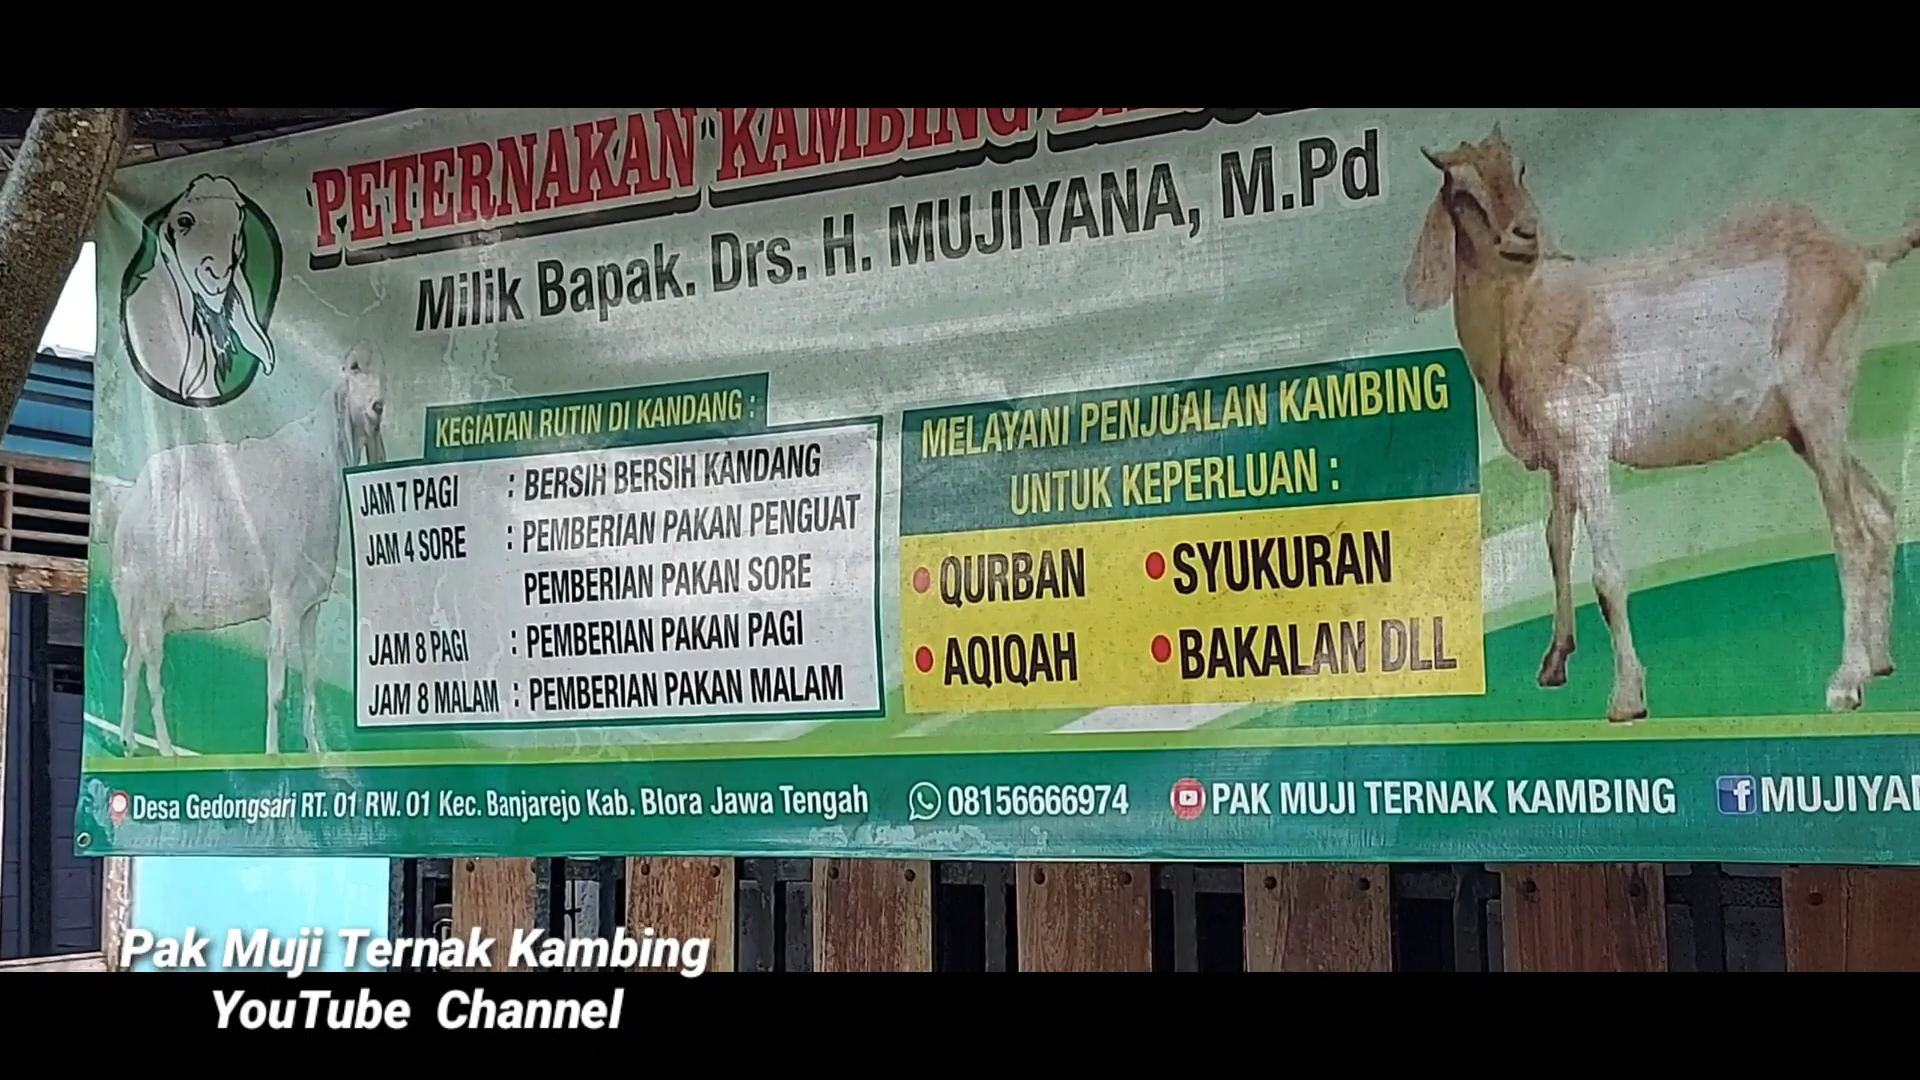 PETERNAKAN KAMBING
Milik Bapak. Drs. H. MUJIYANA, M.Pd
KEGIATAN RUTIN DI KANDANG :
JAM 7 PAGI : BERSIH BERSIH KANDANG
JAM 4 SORE : PEMBERIAN PAKAN PENGUAT
PEMBERIAN PAKAN SORE
JAM 8 PAGI : PEMBERIAN PAKAN PAGI
JAM 8 MALAM : PEMBERIAN PAKAN MALAM
MELAYANI PENJUALAN KAMBING
UNTUK KEPERLUAN :
• QURBAN • SYUKURAN
• AQIQAH • BAKALAN DLL
Desa Gedongsari RT. 01 RW. 01 Kec. Banjarejo Kab. Blora Jawa Tengah 08156666974 PAK MUJI TERNAK KAMBING
Pak Muji Ternak Kambing
YouTube Channel